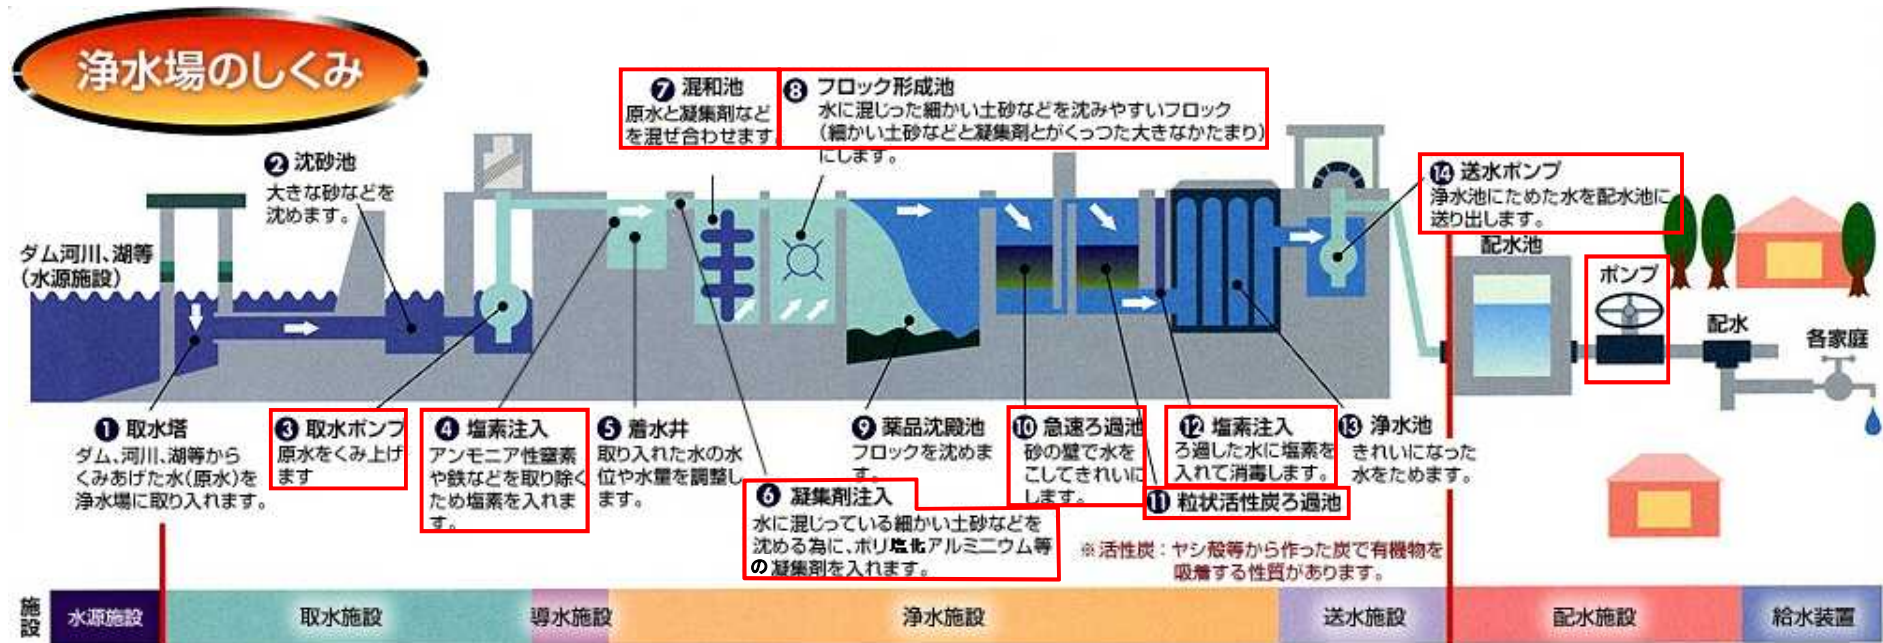 浄水場のしくみ
❼ 混和池
原水と凝集剤など
を混ぜ合わせます。
❽ フロック形成池
水に混じった細かい土砂などを沈みやすいフロック
(細かい土砂などと凝集剤とがくっつた大きなかたまり)
にします。
❷ 沈砂池
大きな砂などを
沈めます。
⓮ 送水ポンプ
浄水池にためた水を配水池に
送り出します。
ダム河川、湖等
(水源施設)
配水池
ポンプ
配水
各家庭
❶ 取水塔
ダム、河川、湖等から
くみあげた水(原水)を
浄水場に取り入れます。
❸ 取水ポンプ
原水をくみ上げ
ます
❹ 塩素注入
アンモニア性窒素
や鉄などを取り除く
ため塩素を入れま
す。
❺ 着水井
取り入れた水の水
位や水量を調整し
ます。
❻ 凝集剤注入
水に混じっている細かい土砂などを
沈める為に、ポリ塩化アルミニウム等
の凝集剤を入れます。
❾ 薬品沈殿池
フロックを沈めま
す。
❿ 急速ろ過池
砂の壁で水を
こしてきれいに
します。
⓫ 粒状活性炭ろ過池
⓬ 塩素注入
ろ過した水に塩素を
入れて消毒します。
⓭ 浄水池
きれいになった
水をためます。
※活性炭:ヤシ殻等から作った炭で有機物を
吸着する性質があります。
施設
水源施設
取水施設
導水施設
浄水施設
送水施設
配水施設
給水装置